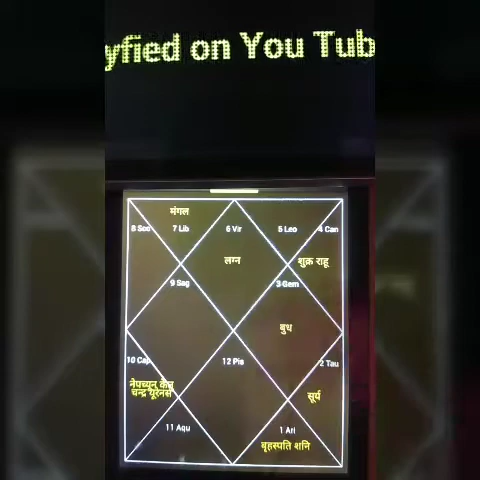 yfied on You Tub
मंगल
8 Sco 7 Lib 6 Vir 5 Leo 4 Can
लग्न शुक्र राहू
9 Sag 3 Gem
बुध
10 Cap 12 Pis 2 Tau
नेपच्यून केतु
चन्द्र यूरेनस
सूर्य
11 Aqu 1 Ari
बृहस्पति शनि